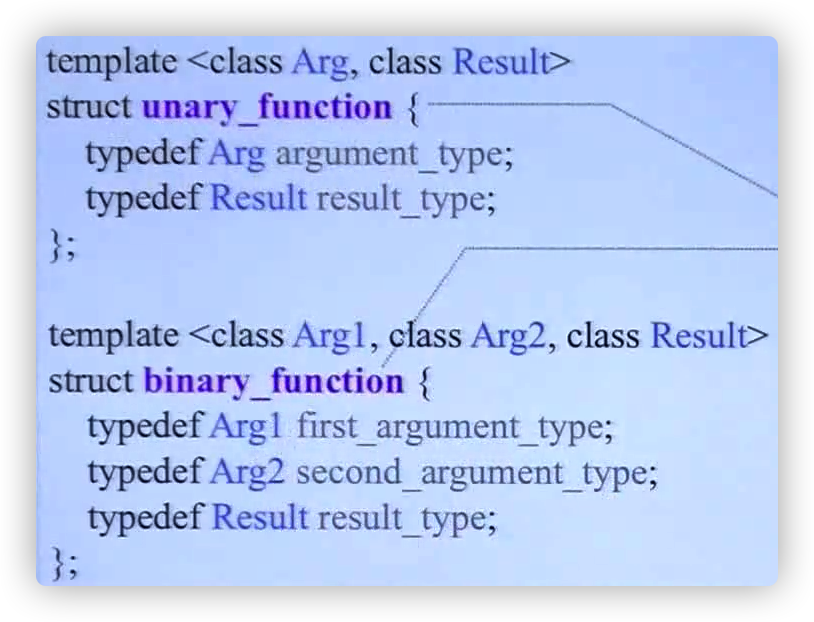 template <class Arg, class Result>
struct unary_function {
typedef Arg argument_type;
typedef Result result_type;
};
template <class Arg1, class Arg2, class Result>
struct binary_function {
typedef Arg1 first_argument_type;
typedef Arg2 second_argument_type;
typedef Result result_type;
};